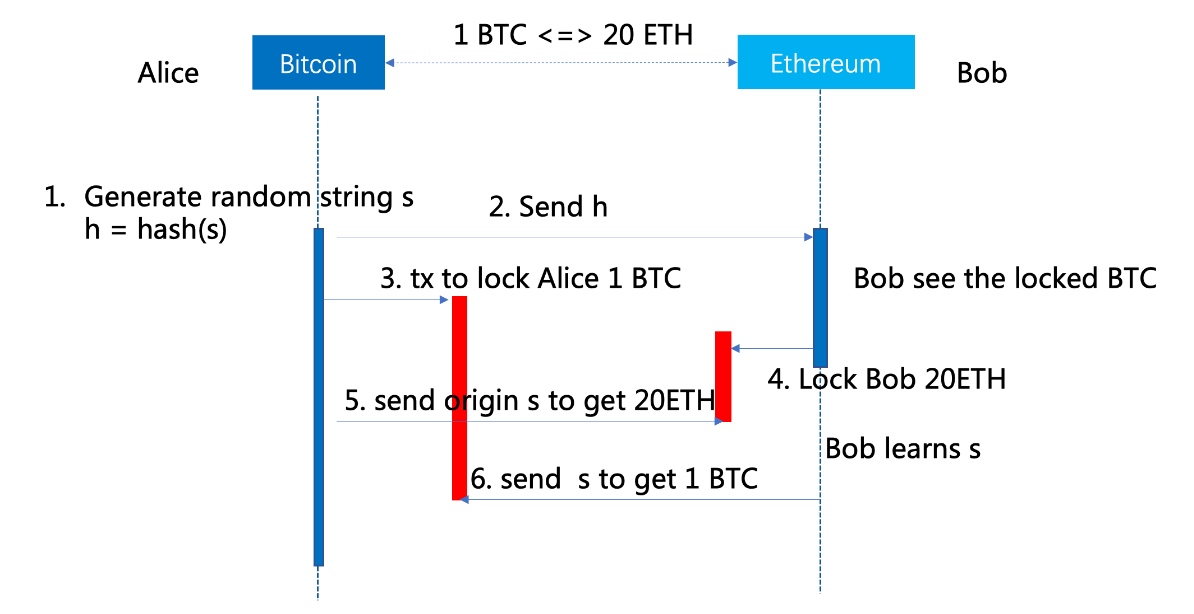 1 BTC <=> 20 ETH
Alice
Bitcoin
Ethereum
Bob
1. Generate random string s
h = hash(s)
2. Send h
3. tx to lock Alice 1 BTC
Bob see the locked BTC
4. Lock Bob 20ETH
5. send origin s to get 20ETH
Bob learns s
6. send s to get 1 BTC